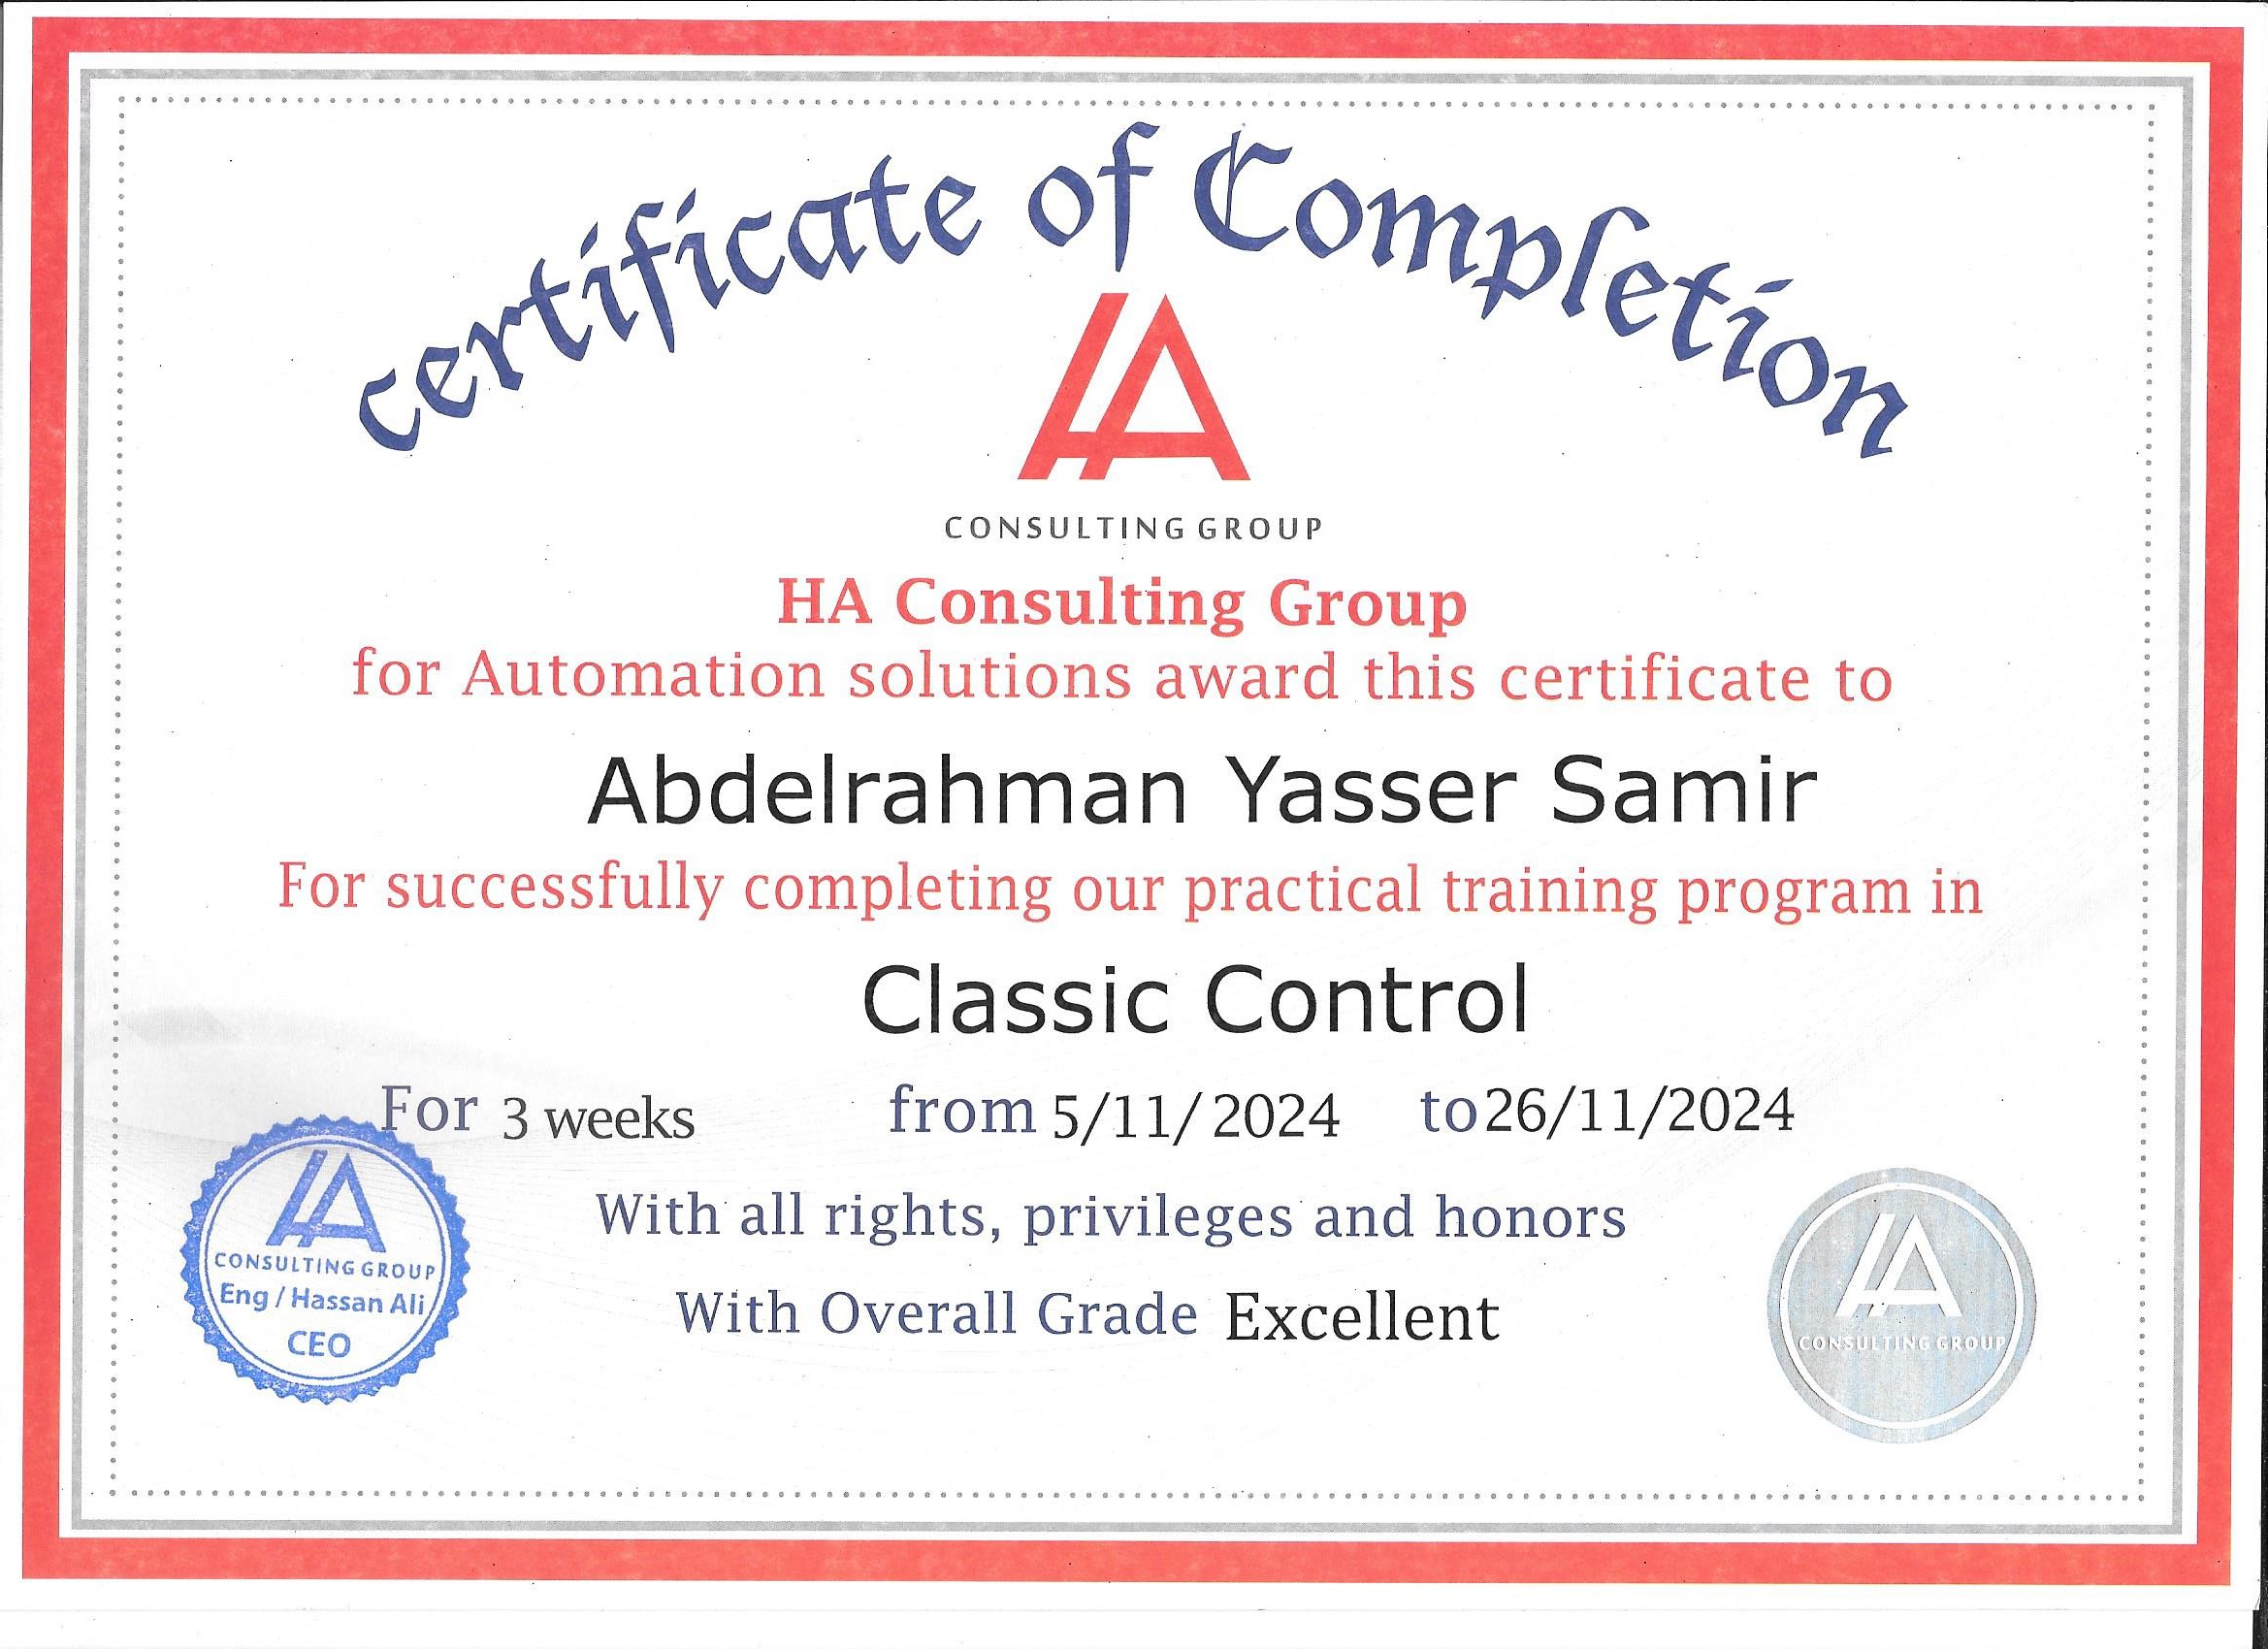 certificate of Completion
CONSULTING GROUP
HA Consulting Group
for Automation solutions award this certificate to
Abdelrahman Yasser Samir
For successfully completing our practical training program in
Classic Control
For 3 weeks from 5/11/2024 to 26/11/2024
With all rights, privileges and honors
With Overall Grade Excellent
CONSULTING GROUP
Eng / Hassan Ali
CEO
CONSULTING GROUP